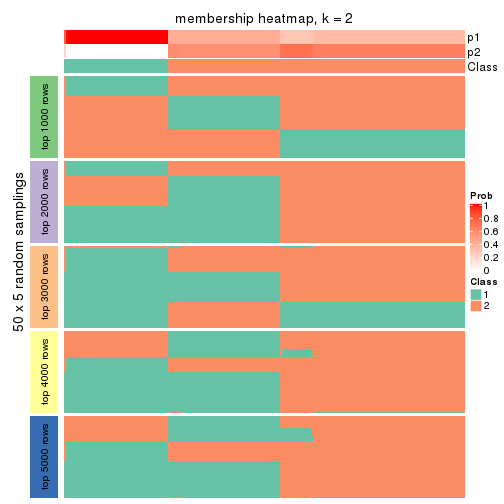 membership heatmap, k = 2
p1
p2
Class
50 x 5 random samplings
top 1000 rows
top 2000 rows
top 3000 rows
top 4000 rows
top 5000 rows
Prob
1
0.8
0.6
0.4
0.2
0
Class
1
2